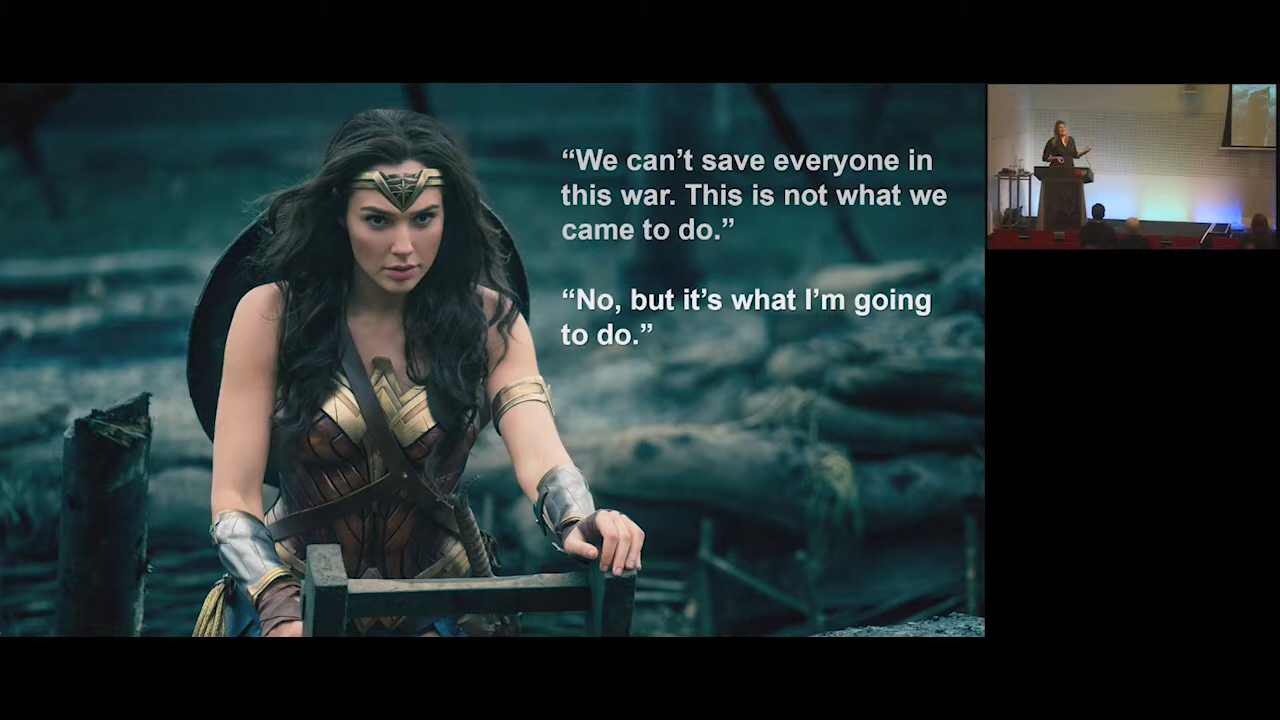 “We can’t save everyone in
this war. This is not what we
came to do.”
“No, but it’s what I’m going
to do.”